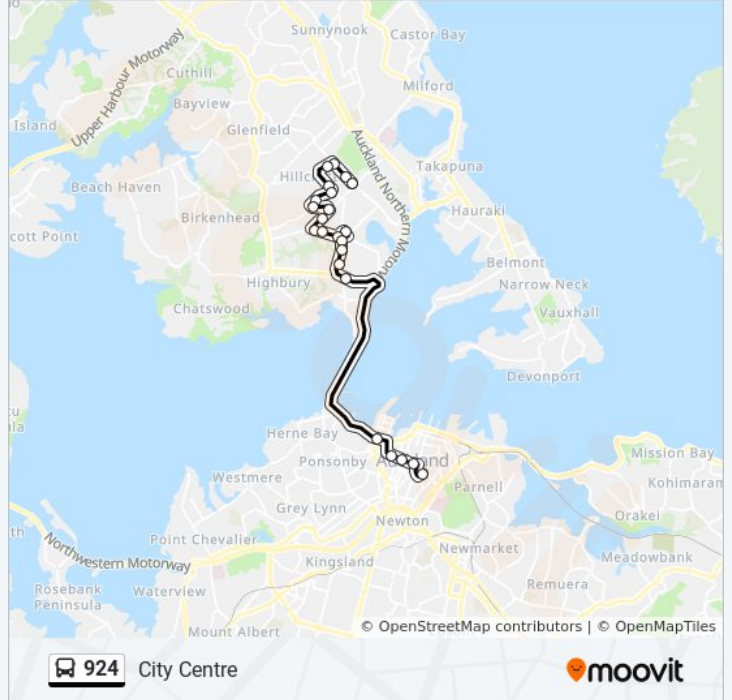 Sunnynook
Castor Bay
Upper Harbour Motorway
Cuthill
Milford
Bayview
Island
Glenfield
Auckland Northern Motorw
Takapuna
Hillc
Beach Haven
Hauraki
Birkenhead
cott Point
Belmont
Highbury
Narrow Neck
Chatswood
Vauxhall
Devonport
Herne Bay
Ponsonby
Auckland
Mission Bay
Westmere
Parnell
Kohimaram
Grey Lynn
Orakei
Newton
Northwestern Motorway
Point Chevalier
Newmarket
Meadowbank
Kingsland
Rosebank
Peninsula
Waterview
Remuera
Mount Albert
© OpenStreetMap contributors | © OpenMapTiles
924 City Centre
moovit